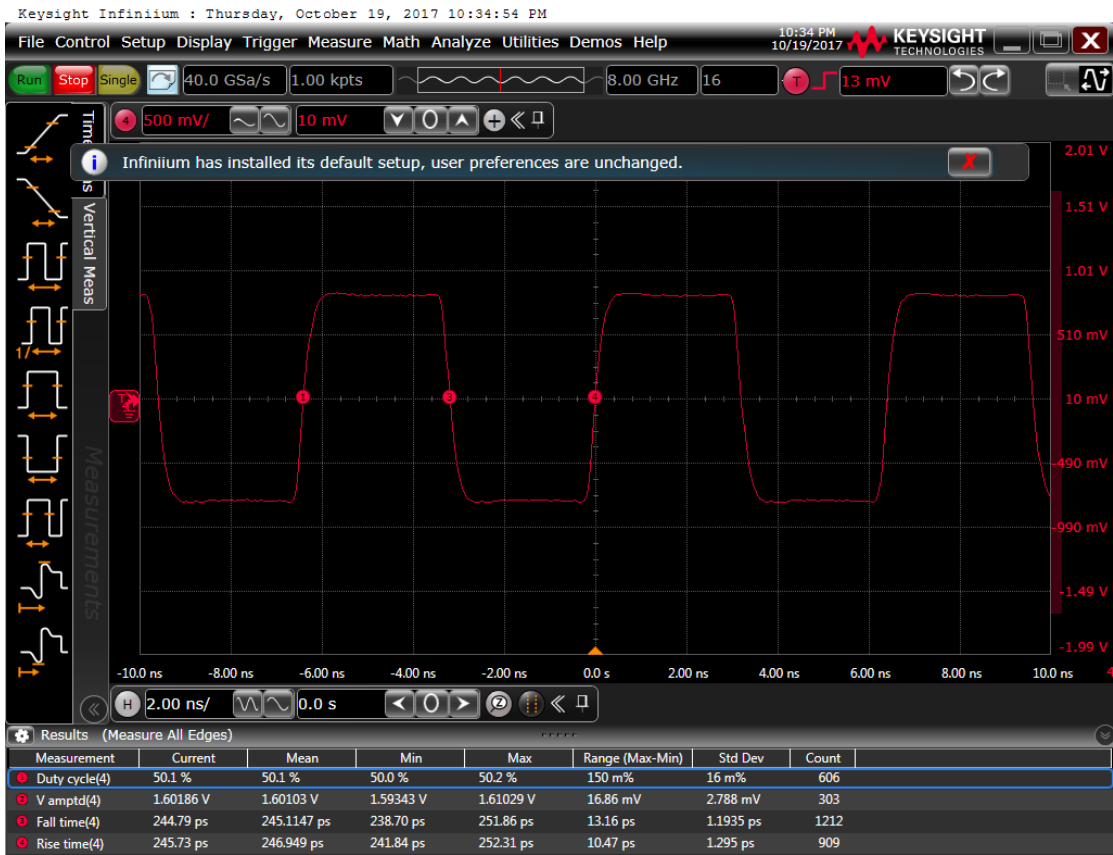 Keysight Infiniium : Thursday, October 19, 2017 10:34:54 PM
File Control Setup Display Trigger Measure Math Analyze Utilities Demos Help 10:34 PM 10/19/2017 KEYSIGHT TECHNOLOGIES
Run Stop Single 40.0 GSa/s 1.00 kpts 8.00 GHz 16 T 13 mV
4 500 mV/ 10 mV
Infiniium has installed its default setup, user preferences are unchanged.
Vertical Meas
Measurements
1/
2.01 V
1.51 V
1.01 V
510 mV
10 mV
-490 mV
-990 mV
-1.49 V
-1.99 V
T
1 3 4
-10.0 ns -8.00 ns -6.00 ns -4.00 ns -2.00 ns 0.0 s 2.00 ns 4.00 ns 6.00 ns 8.00 ns 10.0 ns
H 2.00 ns/ 0.0 s
Results (Measure All Edges)
Measurement Current Mean Min Max Range (Max-Min) Std Dev Count
1 Duty cycle(4) 50.1 % 50.1 % 50.0 % 50.2 % 150 m% 16 m% 606
2 V amptd(4) 1.60186 V 1.60103 V 1.59343 V 1.61029 V 16.86 mV 2.788 mV 303
3 Fall time(4) 244.79 ps 245.1147 ps 238.70 ps 251.86 ps 13.16 ps 1.1935 ps 1212
4 Rise time(4) 245.73 ps 246.949 ps 241.84 ps 252.31 ps 10.47 ps 1.295 ps 909